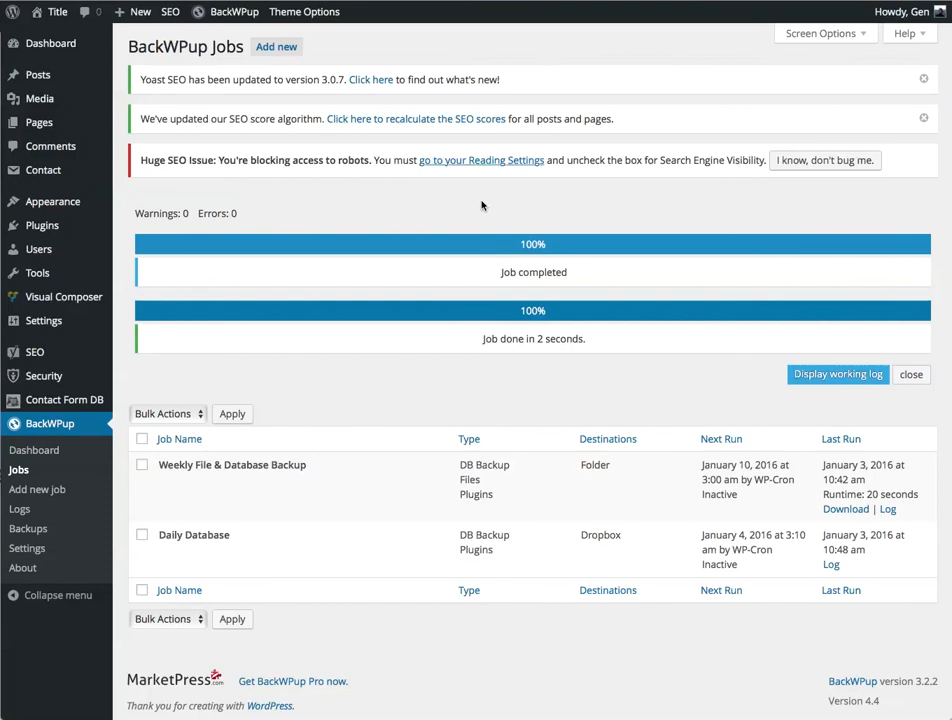 Title 0 New SEO BackWPup Theme Options Howdy, Gen
Dashboard
Posts
Media
Pages
Comments
Contact
Appearance
Plugins
Users
Tools
Visual Composer
Settings
SEO
Security
Contact Form DB
BackWPup
Dashboard
Jobs
Add new job
Logs
Backups
Settings
About
Collapse menu
Screen Options Help
BackWPup Jobs Add new
Yoast SEO has been updated to version 3.0.7. Click here to find out what's new!
We've updated our SEO score algorithm. Click here to recalculate the SEO scores for all posts and pages.
Huge SEO Issue: You're blocking access to robots. You must go to your Reading Settings and uncheck the box for Search Engine Visibility. I know, don't bug me.
Warnings: 0 Errors: 0
100%
Job completed
100%
Job done in 2 seconds.
Display working log close
Bulk Actions Apply
Job Name Type Destinations Next Run Last Run
Weekly File & Database Backup DB Backup Folder January 10, 2016 at January 3, 2016 at
Files 3:00 am by WP-Cron 10:42 am
Plugins Inactive Runtime: 20 seconds
Download | Log
Daily Database DB Backup Dropbox January 4, 2016 at 3:10 January 3, 2016 at
Plugins am by WP-Cron 10:48 am
Inactive Log
Job Name Type Destinations Next Run Last Run
Bulk Actions Apply
MarketPress.com Get BackWPup Pro now. BackWPup version 3.2.2
Thank you for creating with WordPress. Version 4.4